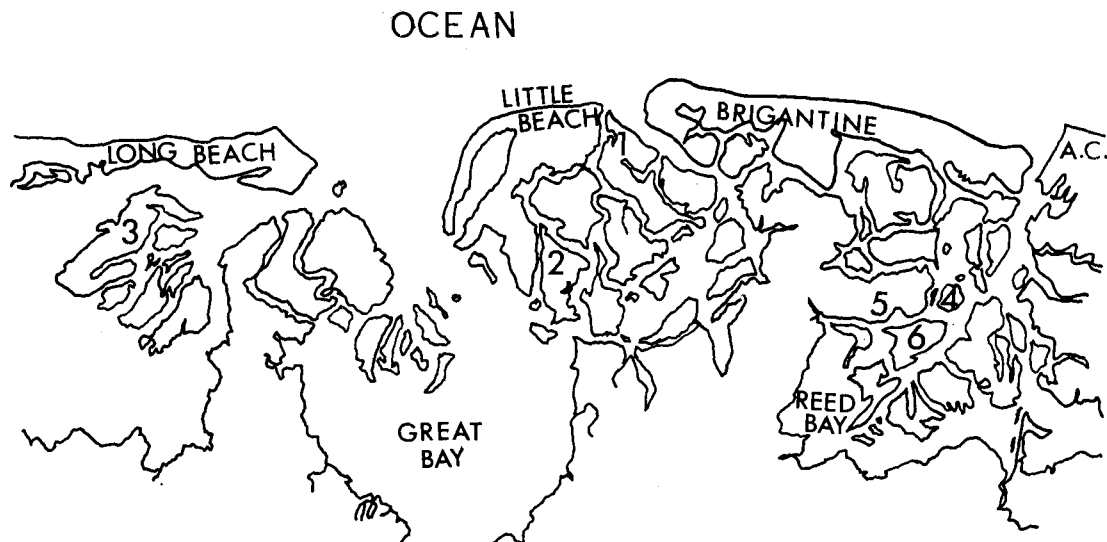 OCEAN
LITTLE
BEACH
BRIGANTINE
LONG BEACH
A.C.
1
3
2
5
4
6
REED
BAY
GREAT
BAY